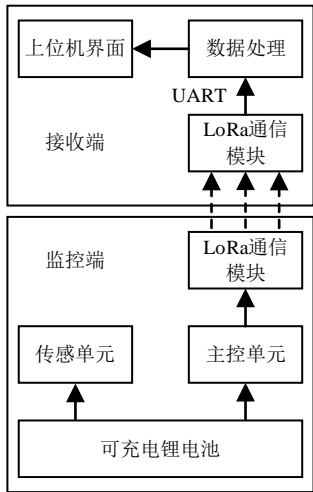 上位机界面
数据处理
UART
接收端
LoRa通信
模块
监控端
LoRa通信
模块
传感单元
主控单元
可充电锂电池